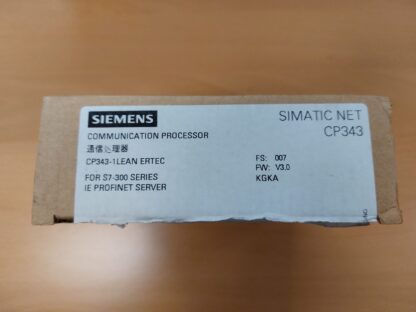 SIEMENS
SIMATIC NET
CP343
COMMUNICATION PROCESSOR
通信处理器
CP343-1LEAN ERTEC
FS: 007
FW: V3.0
FOR S7-300 SERIES
KGKA
IE PROFINET SERVER